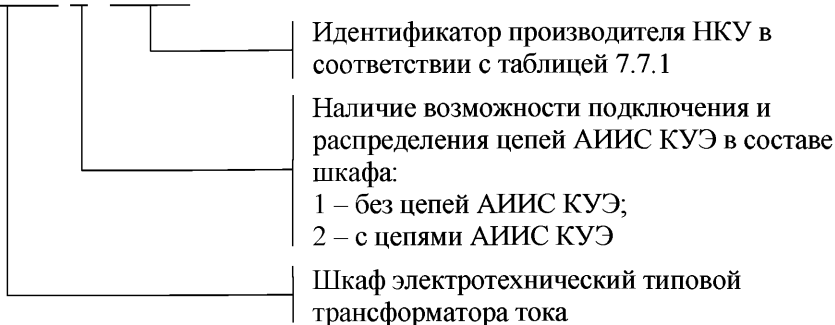 Идентификатор производителя НКУ в
соответствии с таблицей 7.7.1
Наличие возможности подключения и
распределения цепей АИИС КУЭ в составе
шкафа:
1 – без цепей АИИС КУЭ;
2 – с цепями АИИС КУЭ
Шкаф электротехнический типовой
трансформатора тока